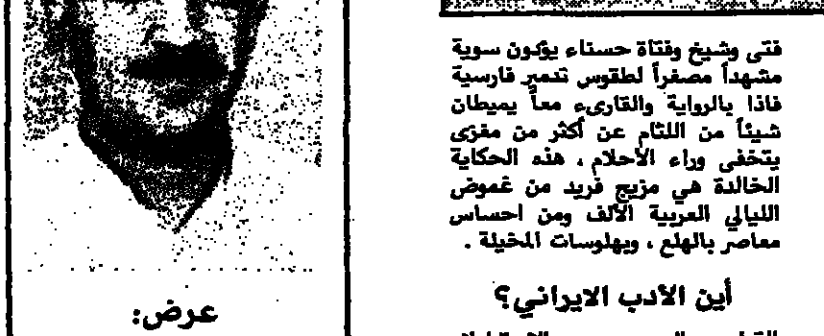 فتى وشيخ وفتاة حسناء يؤدون سوية
مشهداً مصغراً لطقوس تدمير فارسية
فاذا بالرواية والقارىء معاً يميطان
شيئاً من اللثام عن أكثر من مغزى
يتخفى وراء الأحلام ، هذه الحكاية
الخالدة هي مزيج فريد من غموض
الليالي العربية الألف ومن احساس
معاصر بالهلع ، وبهلوسات المخيلة .
أين الأدب الايراني؟
عرض: